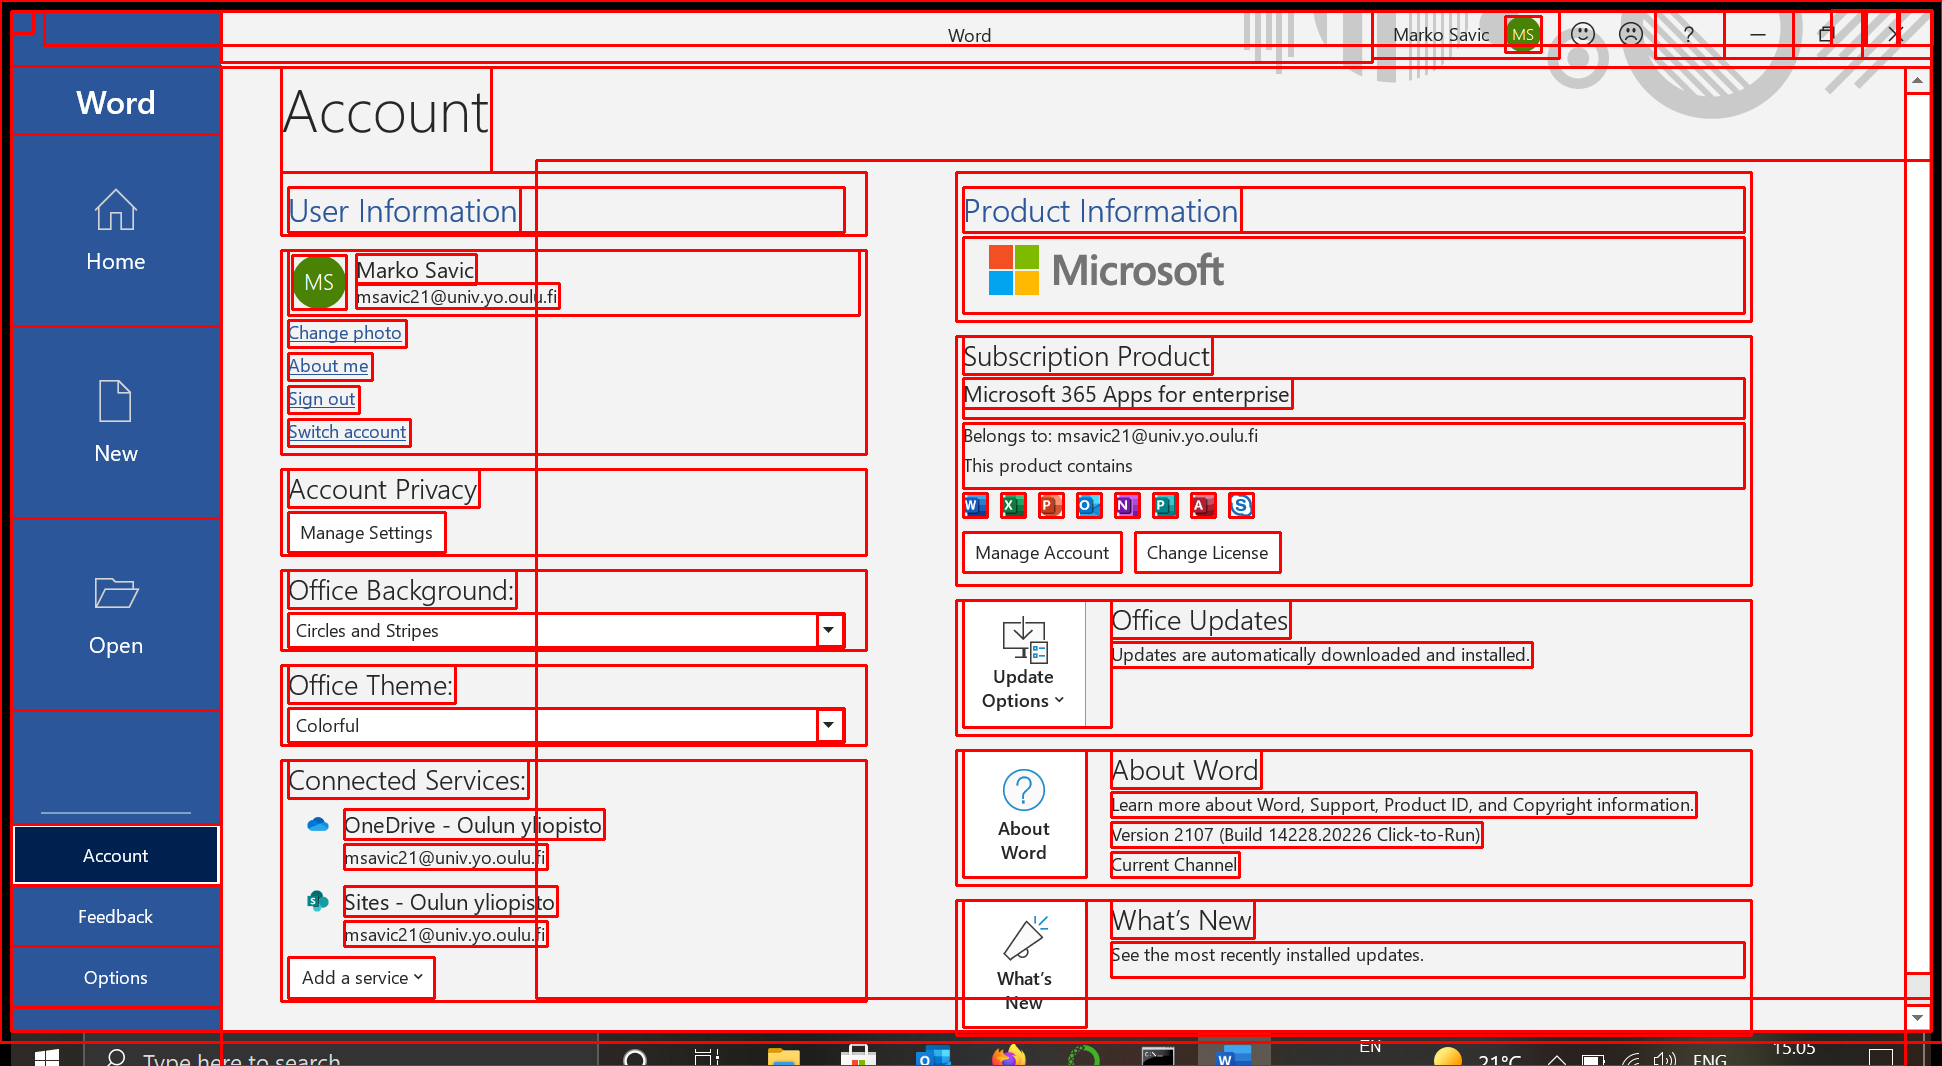 Word
Marko Savic
MS
?
Word
Home
New
Open
Account
Feedback
Options
Account
User Information
MS
Marko Savic
msavic21@univ.yo.oulu.fi
Change photo
About me
Sign out
Switch account
Account Privacy
Manage Settings
Office Background:
Circles and Stripes
Office Theme:
Colorful
Connected Services:
OneDrive - Oulun yliopisto
msavic21@univ.yo.oulu.fi
Sites - Oulun yliopisto
msavic21@univ.yo.oulu.fi
Add a service
Product Information
Microsoft
Subscription Product
Microsoft 365 Apps for enterprise
Belongs to: msavic21@univ.yo.oulu.fi
This product contains
W X P O N P A S
Manage Account
Change License
Update
Options
Office Updates
Updates are automatically downloaded and installed.
About
Word
About Word
Learn more about Word, Support, Product ID, and Copyright information.
Version 2107 (Build 14228.20226 Click-to-Run)
Current Channel
What's
New
What's New
See the most recently installed updates.
Type here to search
EN
21°C
ENG
15.05